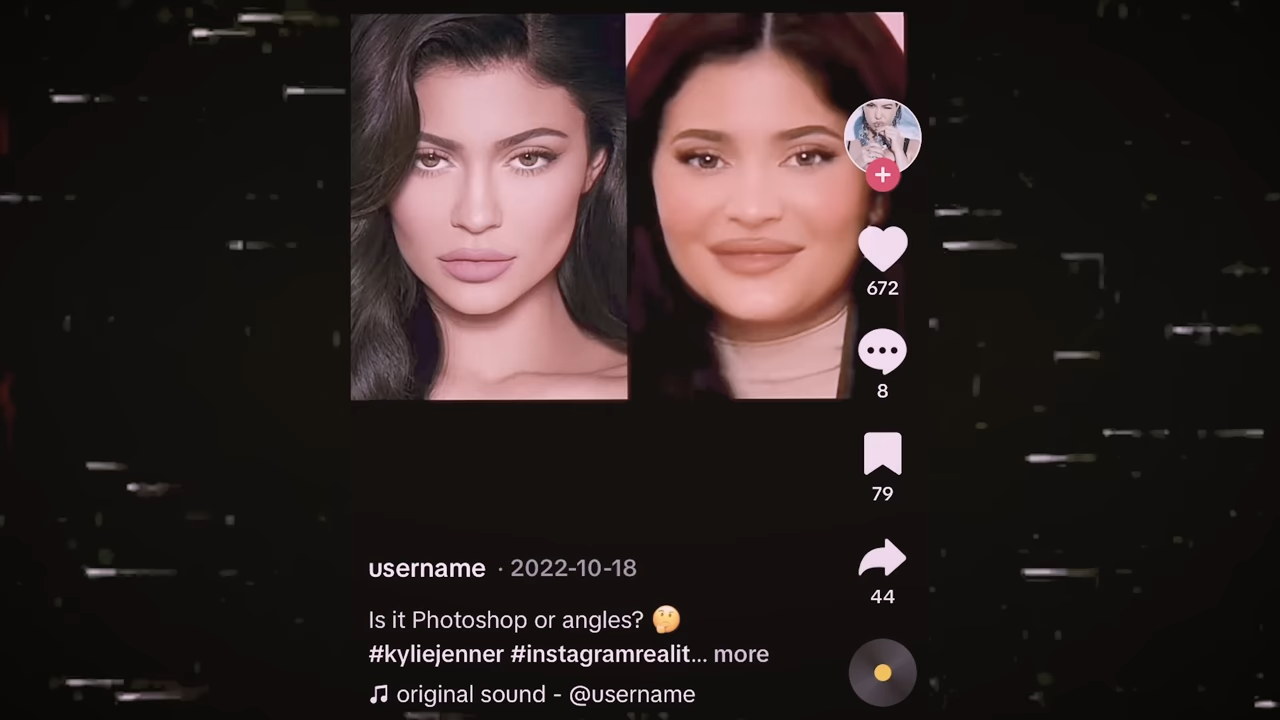 672
8
79
44
username · 2022-10-18
Is it Photoshop or angles? 🤔
#kyliejenner #instagramrealit... more
original sound - @username